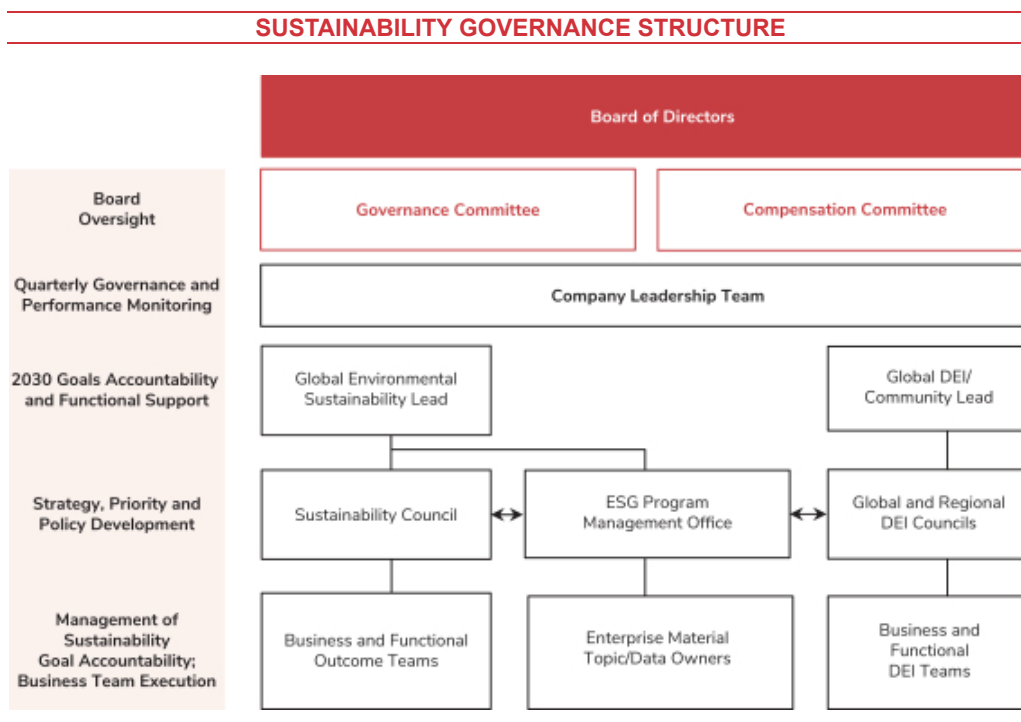 SUSTAINABILITY GOVERNANCE STRUCTURE
Board of Directors
Board
Oversight
Governance Committee
Compensation Committee
Quarterly Governance and
Performance Monitoring
Company Leadership Team
2030 Goals Accountability
and Functional Support
Global Environmental
Sustainability Lead
Global DEI/
Community Lead
Strategy, Priority and
Policy Development
Sustainability Council
ESG Program
Management Office
Global and Regional
DEI Councils
Management of
Sustainability
Goal Accountability;
Business Team Execution
Business and Functional
Outcome Teams
Enterprise Material
Topic/Data Owners
Business and
Functional
DEI Teams